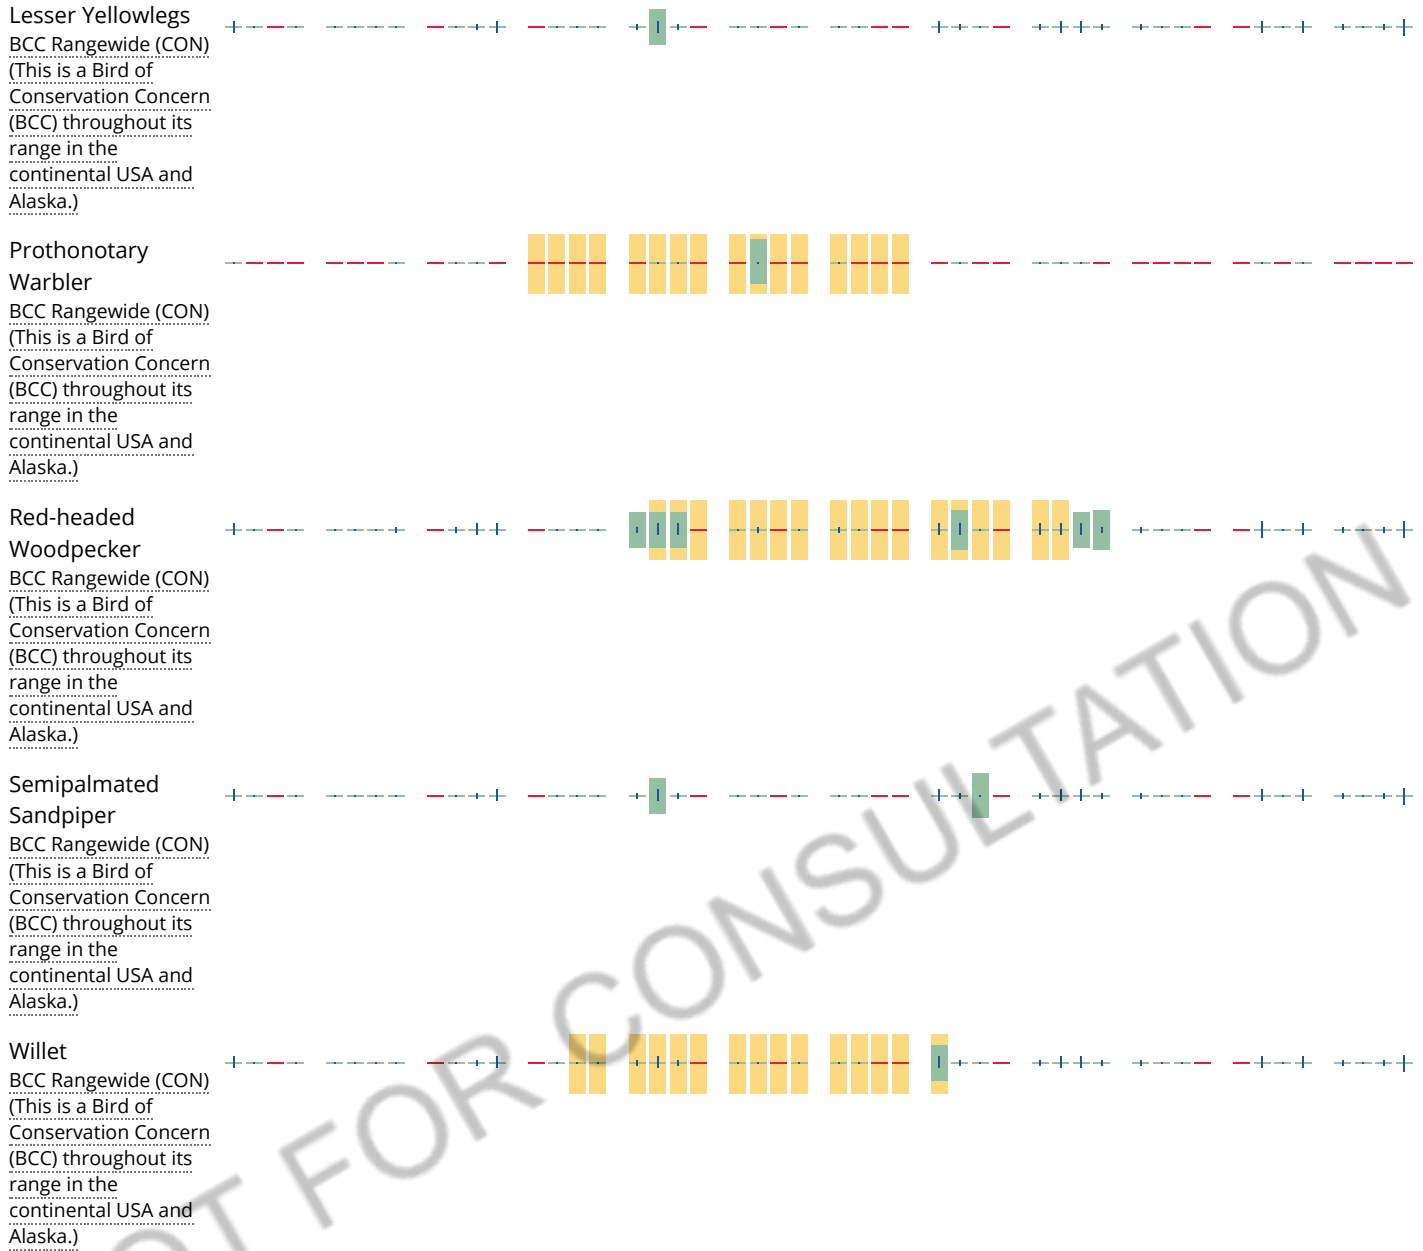 Lesser Yellowlegs
BCC Rangewide (CON)
(This is a Bird of
Conservation Concern
(BCC) throughout its
range in the
continental USA and
Alaska.)
Prothonotary
Warbler
BCC Rangewide (CON)
(This is a Bird of
Conservation Concern
(BCC) throughout its
range in the
continental USA and
Alaska.)
Red-headed
Woodpecker
BCC Rangewide (CON)
(This is a Bird of
Conservation Concern
(BCC) throughout its
range in the
continental USA and
Alaska.)
Semipalmated
Sandpiper
BCC Rangewide (CON)
(This is a Bird of
Conservation Concern
(BCC) throughout its
range in the
continental USA and
Alaska.)
Willet
BCC Rangewide (CON)
(This is a Bird of
Conservation Concern
(BCC) throughout its
range in the
continental USA and
Alaska.)
OT FOR CONSULTATION